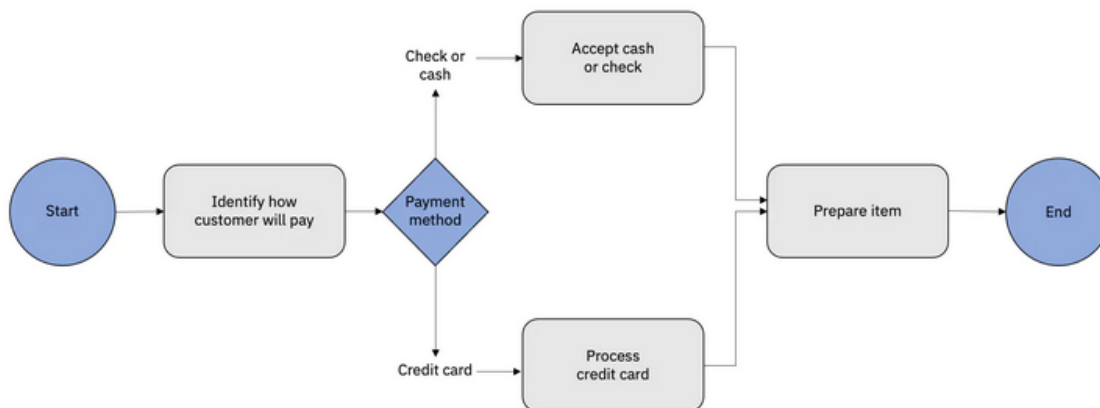 Start
Identify how
customer will pay
Payment
method
Check or
cash
Accept cash
or check
Credit card
Process
credit card
Prepare item
End